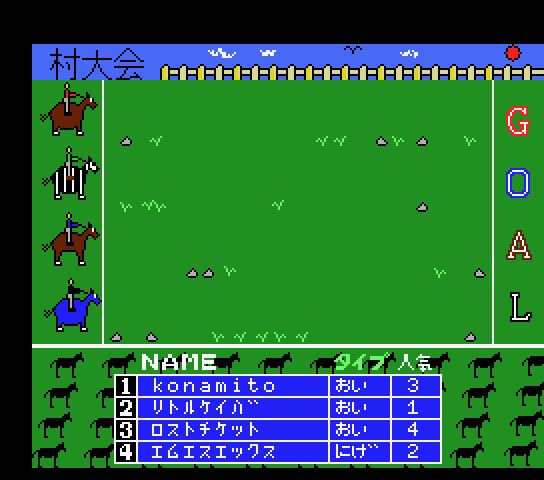 村大会
G
O
A
L
NAME タイプ 人気
1 konamito おい 3
2 リトルケイバ゛ おい 1
3 ロストチケット おい 4
4 エムエスエックス にげ 2